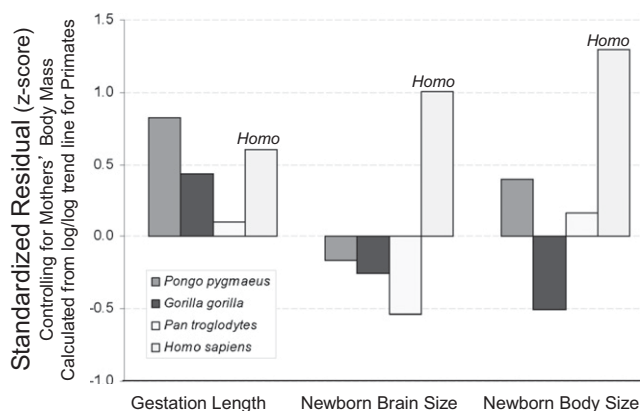 Standardized Residual (z-score)
Controlling for Mothers' Body Mass
Calculated from log/log trend line for Primates
1.5
1.0
0.5
0.0
-0.5
-1.0
Homo
Homo
Homo
Pongo pygmaeus
Gorilla gorilla
Pan troglodytes
Homo sapiens
Gestation Length
Newborn Brain Size
Newborn Body Size